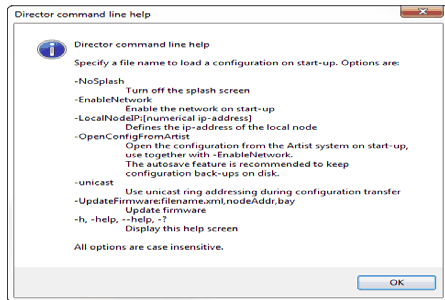 Director command line help
Director command line help
Specify a file name to load a configuration on start-up. Options are:
-NoSplash
Turn off the splash screen
-EnableNetwork
Enable the network on start-up
-LocalNodeIP:[numerical ip-address]
Defines the ip-address of the local node
-OpenConfigFromArtist
Open the configuration from the Artist system on start-up,
use together with -EnableNetwork.
The autosave feature is recommended to keep
configuration back-ups on disk.
-unicast
Use unicast ring addressing during configuration transfer
-UpdateFirmware:filename.xml,nodeAddr,bay
Update firmware
-h, -help, --help, -?
Display this help screen
All options are case insensitive.
OK